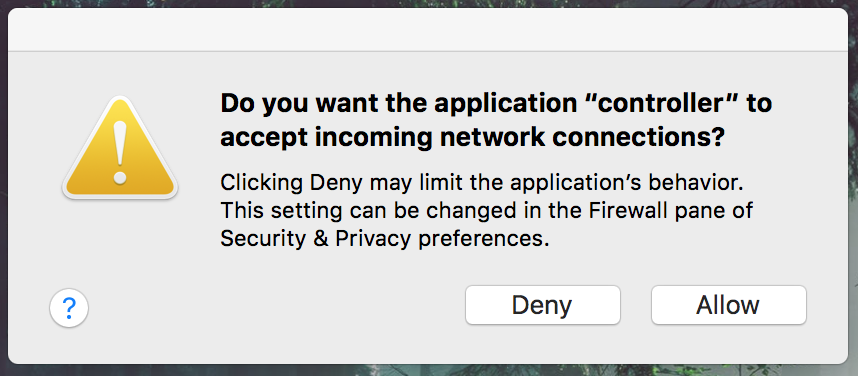 Do you want the application “controller” to
accept incoming network connections?
Clicking Deny may limit the application’s behavior.
This setting can be changed in the Firewall pane of
Security & Privacy preferences.
?
Deny
Allow